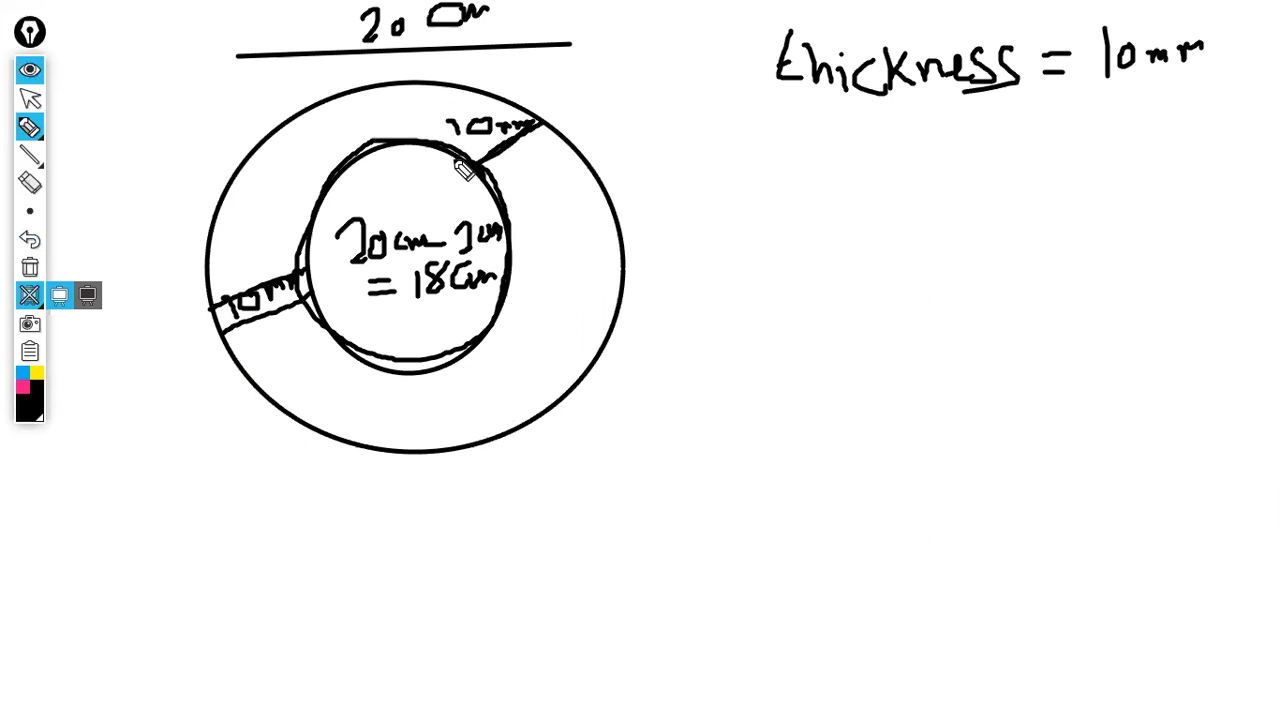 20 cm
thickness = 10mm
10mm
20cm - 2cm
= 18cm
10mm